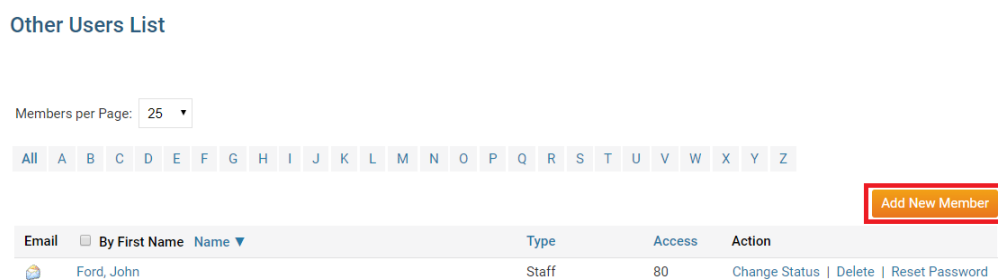 Other Users List
Members per Page: 25
All A B C D E F G H I J K L M N O P Q R S T U V W X Y Z
Add New Member
Email By First Name Name ▼ Type Access Action
Ford, John Staff 80 Change Status | Delete | Reset Password